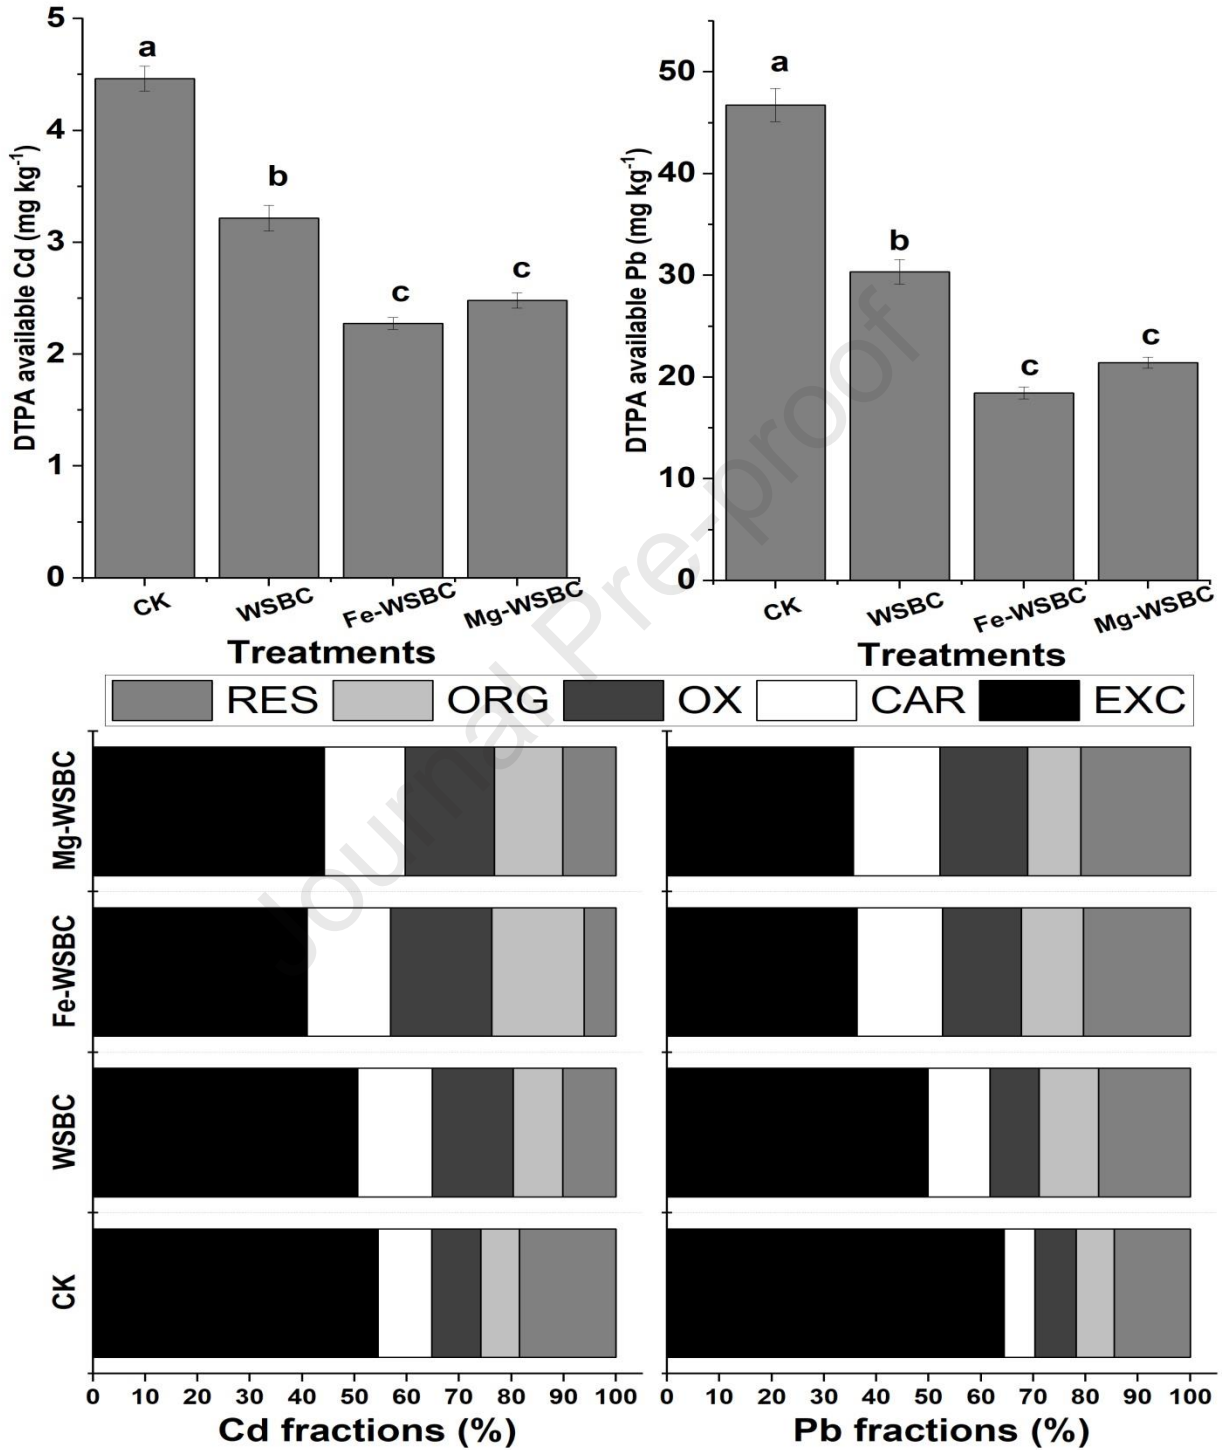 5
4
3
2
1
0
DTPA available Cd (mg kg-1)
a
b
c
c
CK
WSBC
Fe-WSBC
Mg-WSBC
Treatments
50
40
30
20
10
0
DTPA available Pb (mg kg-1)
a
b
c
c
CK
WSBC
Fe-WSBC
Mg-WSBC
Treatments
Journal Pre-proof
RES ORG OX CAR EXC
Mg-WSBC
Fe-WSBC
WSBC
CK
0 10 20 30 40 50 60 70 80 90 100
Cd fractions (%)
0 10 20 30 40 50 60 70 80 90 100
Pb fractions (%)